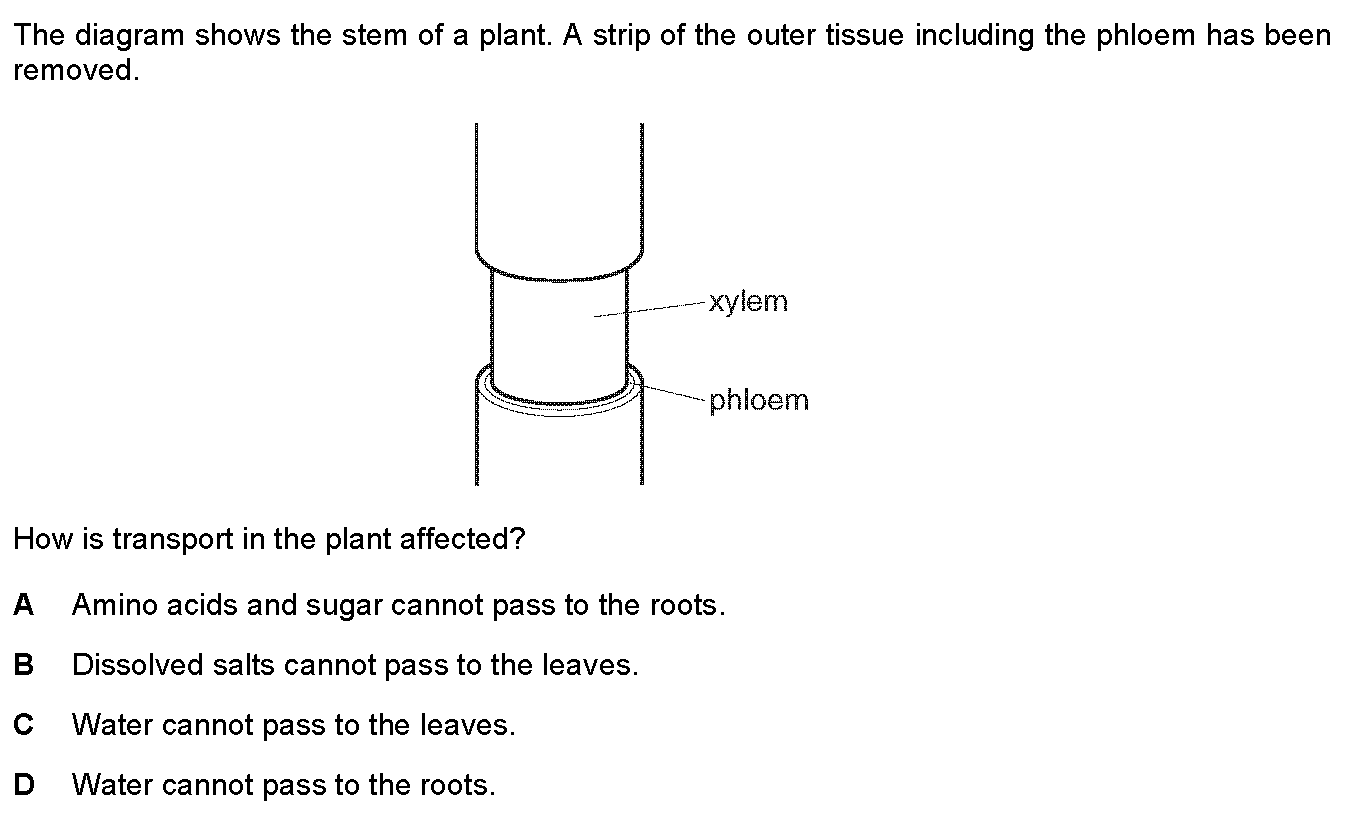 The diagram shows the stem of a plant. A strip of the outer tissue including the phloem has been
removed.
xylem
phloem
How is transport in the plant affected?
A Amino acids and sugar cannot pass to the roots.
B Dissolved salts cannot pass to the leaves.
C Water cannot pass to the leaves.
D Water cannot pass to the roots.